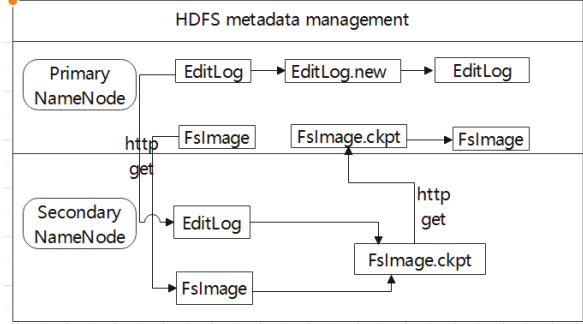 HDFS metadata management
Primary
NameNode
EditLog
EditLog.new
EditLog
FsImage
FsImage.ckpt
FsImage
http
get
Secondary
NameNode
EditLog
http
get
FsImage.ckpt
FsImage